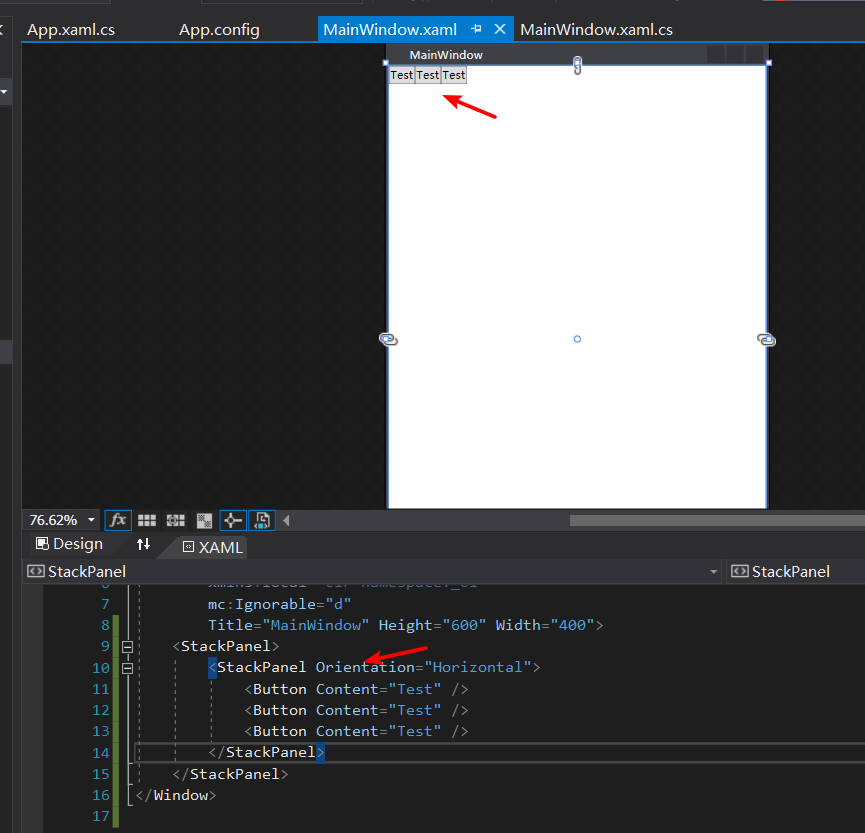 App.xaml.cs App.config MainWindow.xaml MainWindow.xaml.cs
MainWindow
Test Test Test
76.62% fx
Design XAML
StackPanel StackPanel
7 mc:Ignorable="d"
8 Title="MainWindow" Height="600" Width="400">
9 <StackPanel>
10 <StackPanel Orientation="Horizontal">
11 <Button Content="Test" />
12 <Button Content="Test" />
13 <Button Content="Test" />
14 </StackPanel>
15 </StackPanel>
16 </Window>
17